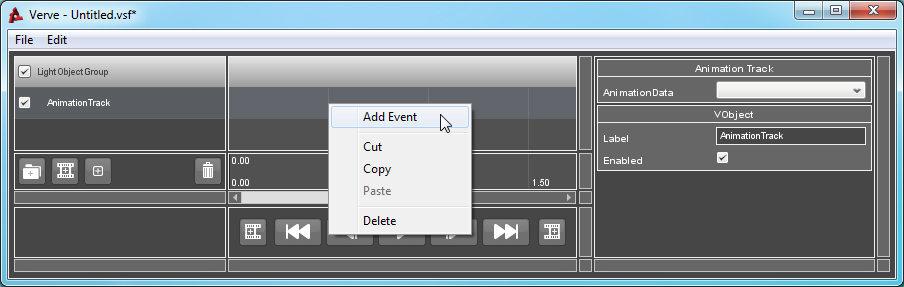 Verve - Untitled.vsf*
File Edit
Light Object Group
AnimationTrack
0.00
0.00
1.50
Add Event
Cut
Copy
Paste
Delete
Animation Track
AnimationData
VObject
Label AnimationTrack
Enabled